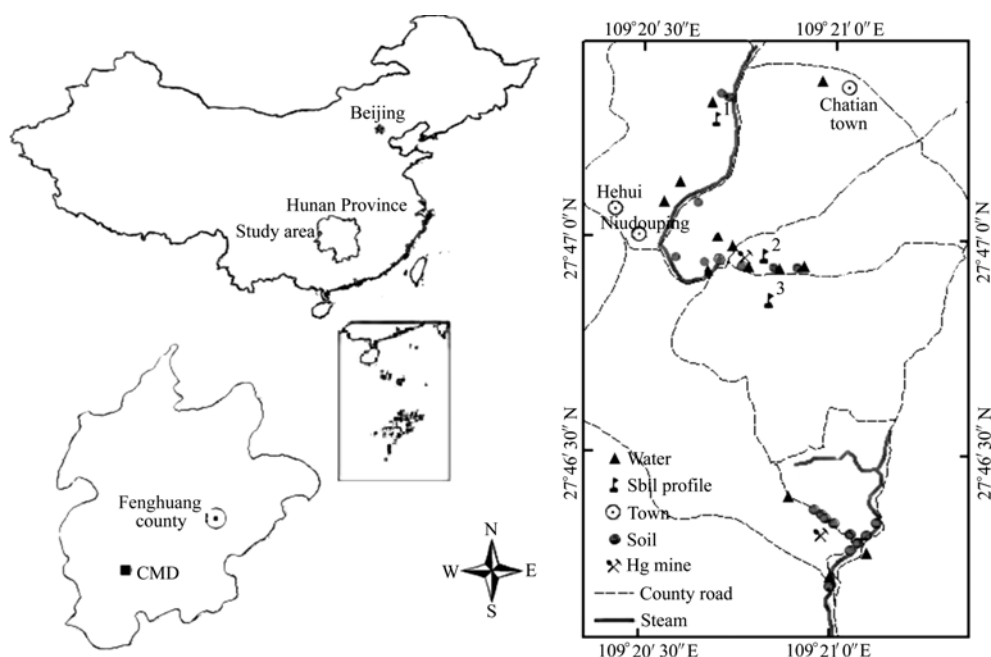 Beijing
Hunan Province
Study area
Fenghuang
county
CMD
N
W
E
S
109°20′30″E
109°21′0″E
1
Chatian
town
Hehui
Niudouping
27°47′0″N
27°47′0″N
2
3
27°46′30″N
27°46′30″N
Water
Sbil profile
Town
Soil
Hg mine
County road
Steam
109°20′30″E
109°21′0″E